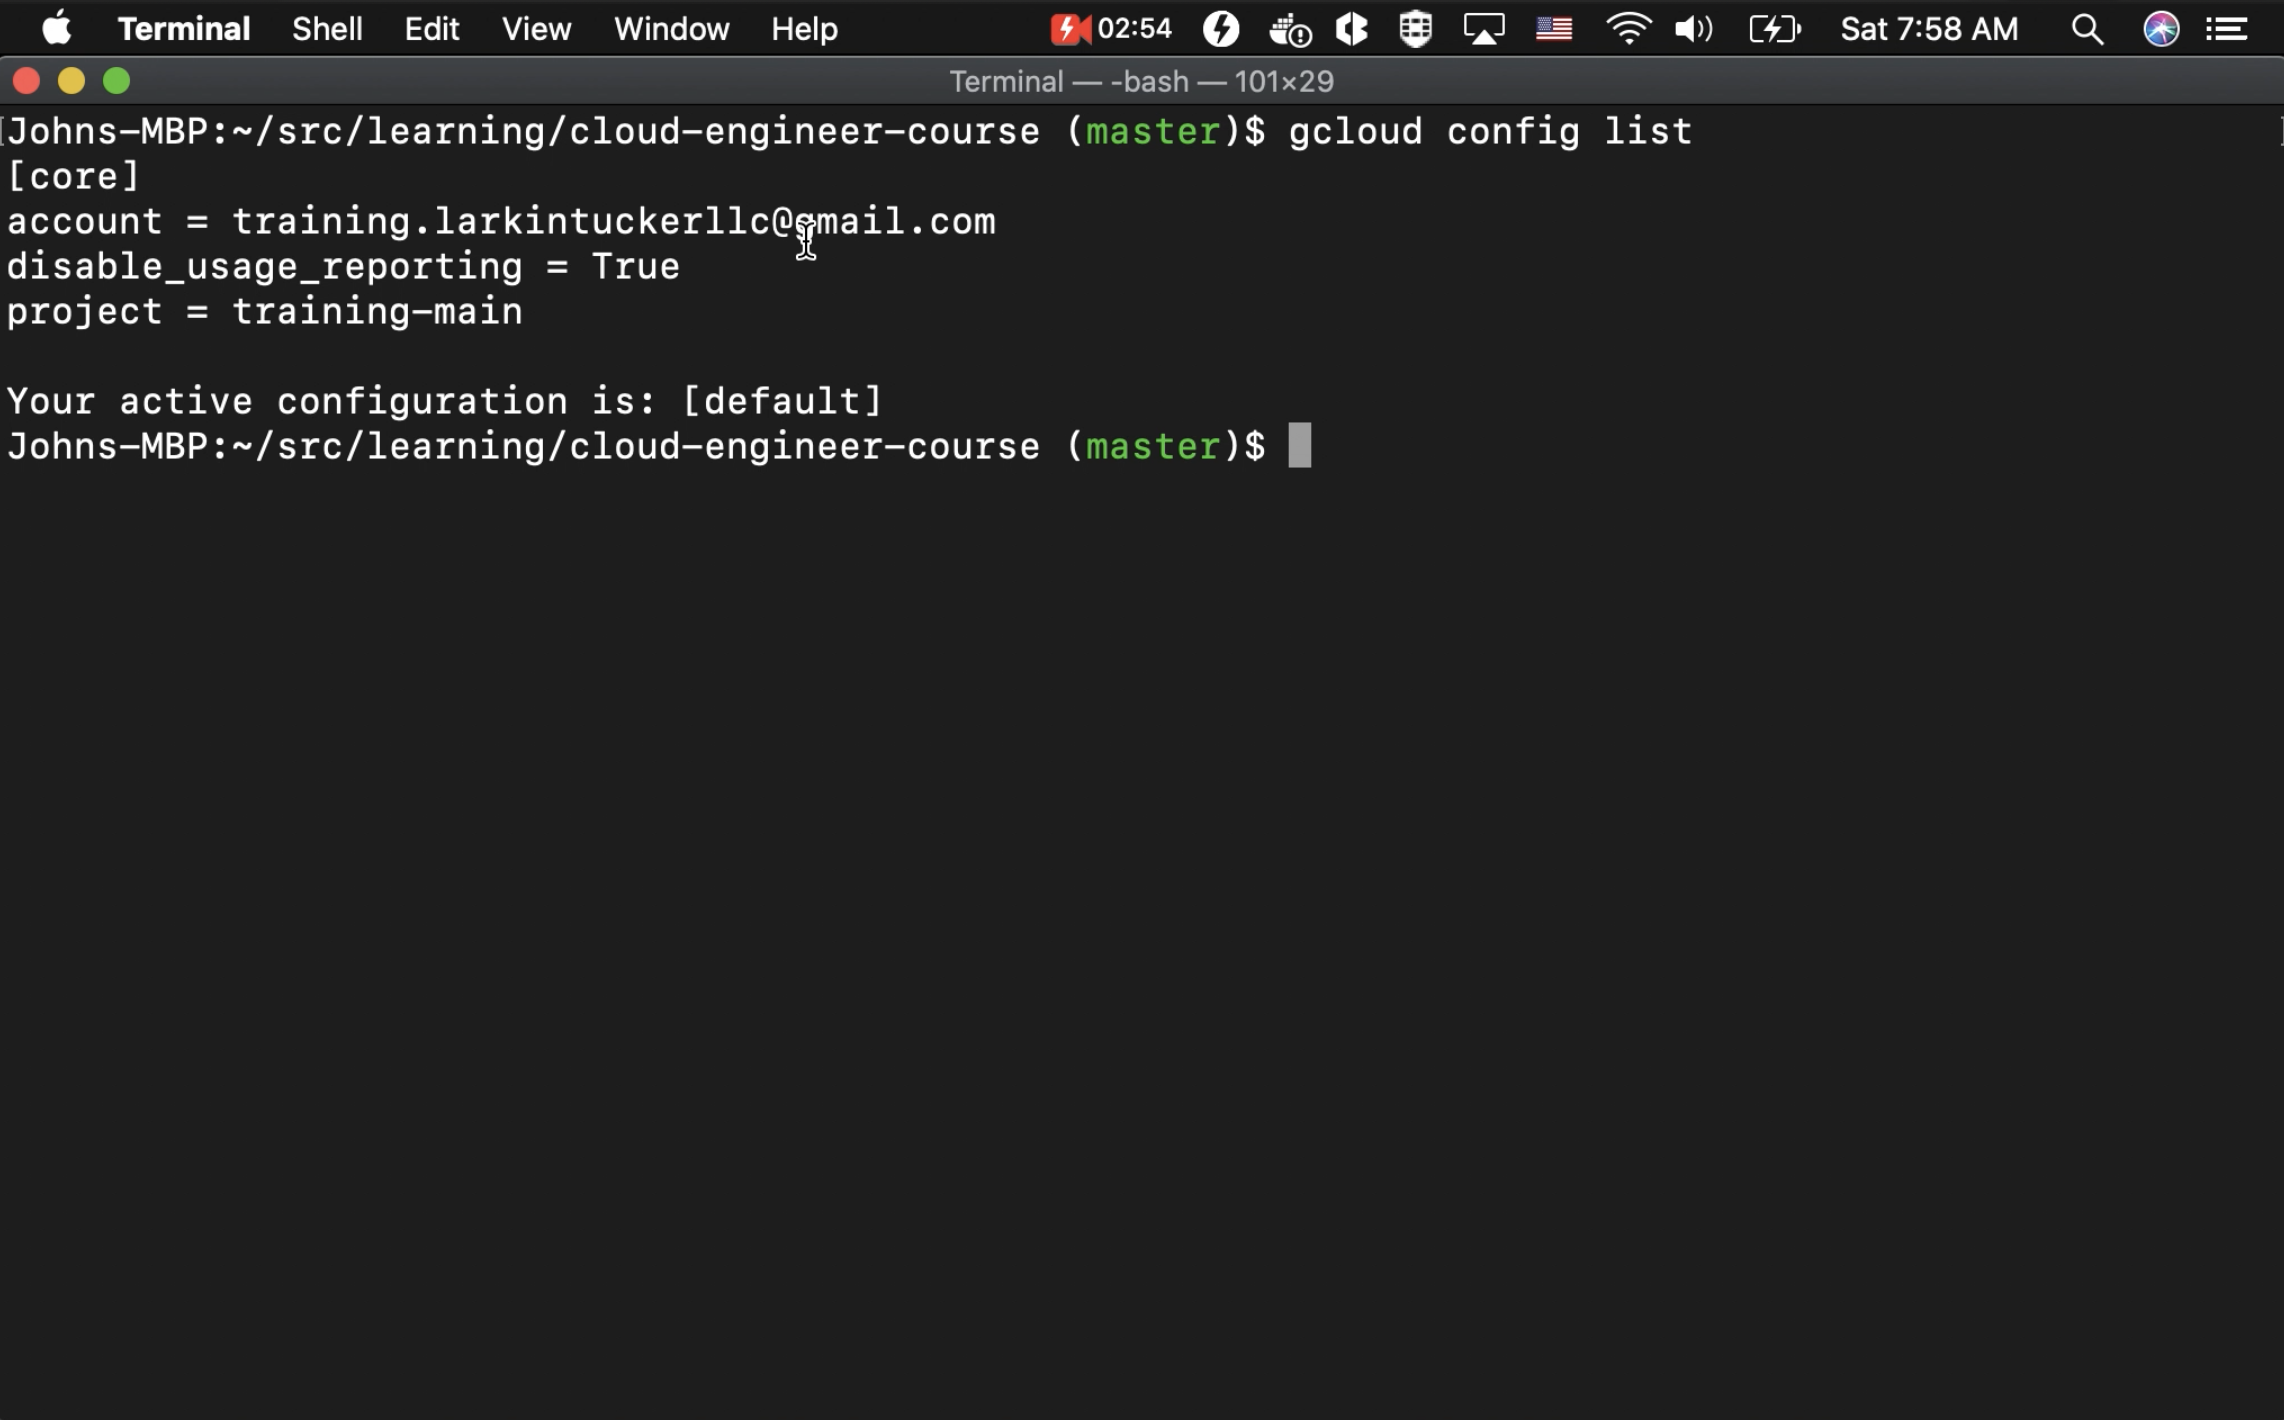 Terminal Shell Edit View Window Help 02:54 Sat 7:58 AM
Terminal — -bash — 101×29
Johns-MBP:~/src/learning/cloud-engineer-course (master)$ gcloud config list
[core]
account = training.larkintuckerllc@gmail.com
disable_usage_reporting = True
project = training-main
Your active configuration is: [default]
Johns-MBP:~/src/learning/cloud-engineer-course (master)$